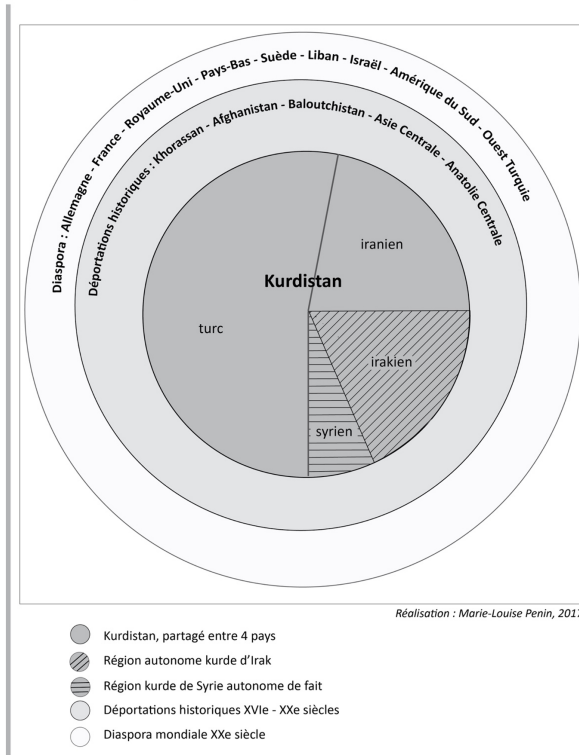 Diaspora : Allemagne - France - Royaume-Uni - Pays-Bas - Suède - Liban - Israël - Amérique du Sud - Ouest Turquie
Déportations historiques : Khorassan - Afghanistan - Baloutchistan - Asie Centrale - Anatolie Centrale
iranien
Kurdistan
turc
irakien
syrien
Réalisation : Marie-Louise Penin, 2017
Kurdistan, partagé entre 4 pays
Région autonome kurde d'Irak
Région kurde de Syrie autonome de fait
Déportations historiques XVIe - XXe siècles
Diaspora mondiale XXe siècle